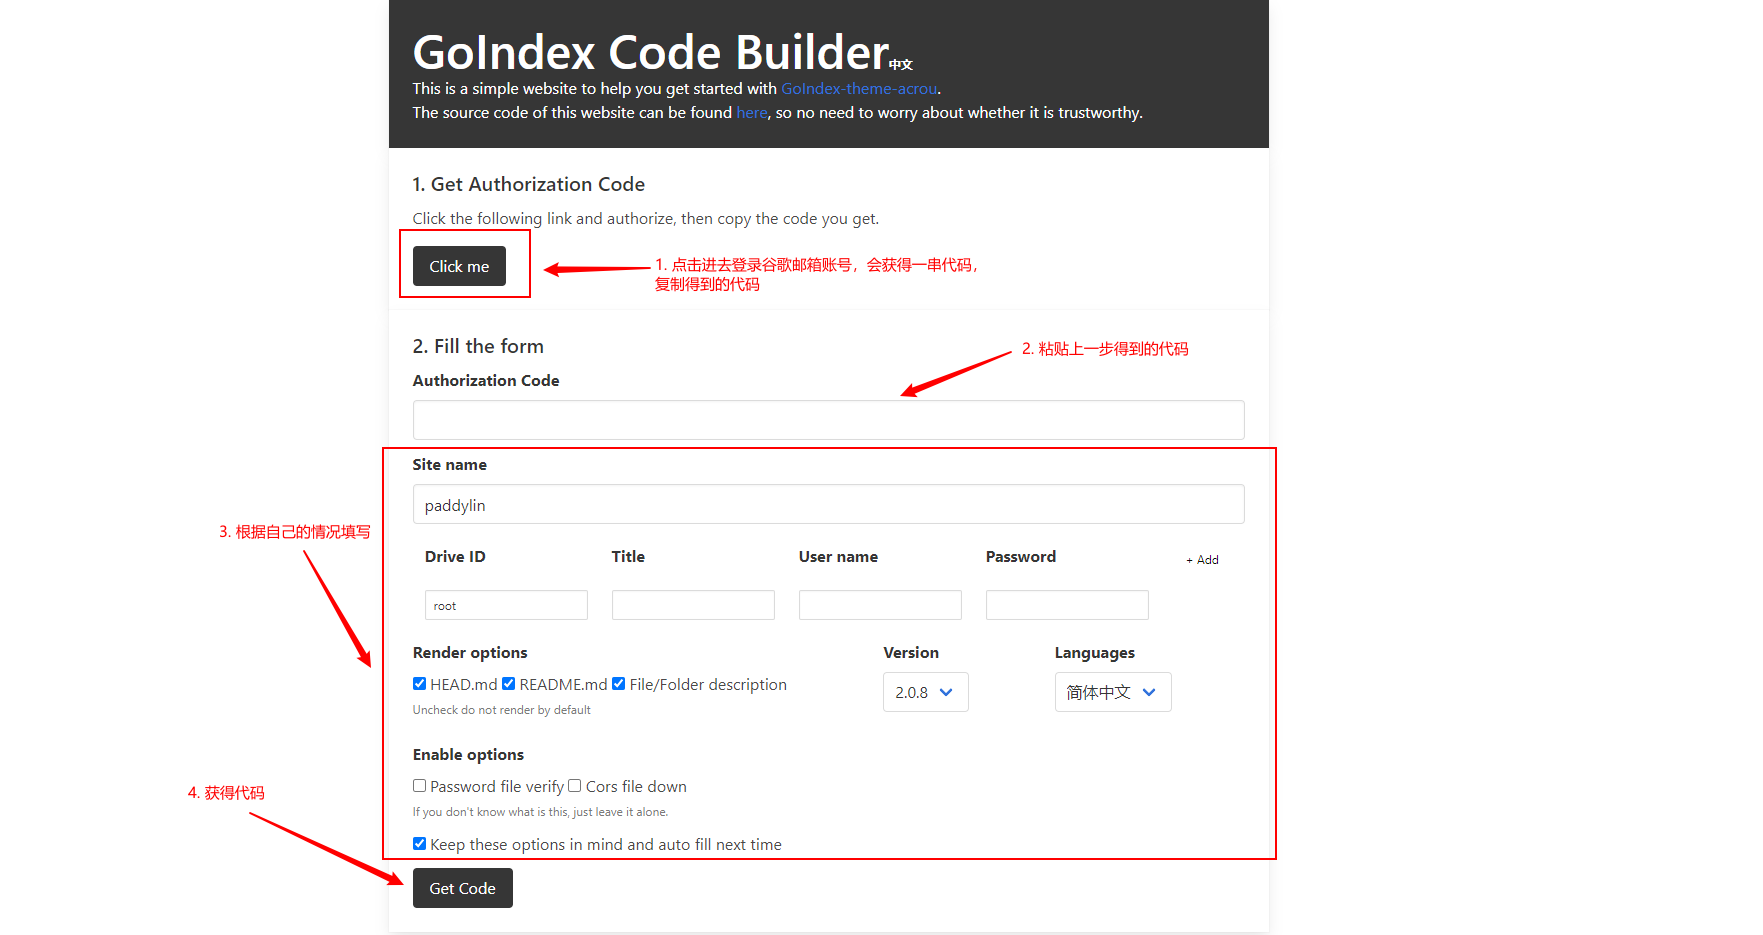 GoIndex Code Builder中文
This is a simple website to help you get started with GoIndex-theme-acrou.
The source code of this website can be found here, so no need to worry about whether it is trustworthy.
1. Get Authorization Code
Click the following link and authorize, then copy the code you get.
Click me
1. 点击进去登录谷歌邮箱账号，会获得一串代码，
复制得到的代码
2. Fill the form
2. 粘贴上一步得到的代码
Authorization Code
Site name
paddylin
3. 根据自己的情况填写
Drive ID Title User name Password + Add
root
Render options Version Languages
HEAD.md README.md File/Folder description 2.0.8 简体中文
Uncheck do not render by default
Enable options
Password file verify Cors file down
4. 获得代码
If you don't know what is this, just leave it alone.
Keep these options in mind and auto fill next time
Get Code